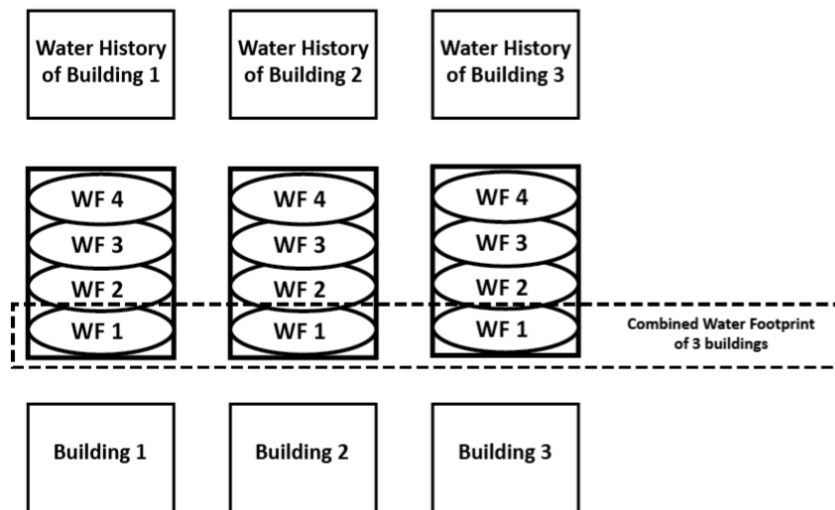 Water History
of Building 1
Water History
of Building 2
Water History
of Building 3
WF 4
WF 4
WF 4
WF 3
WF 3
WF 3
WF 2
WF 2
WF 2
WF 1
WF 1
WF 1
Combined Water Footprint
of 3 buildings
Building 1
Building 2
Building 3